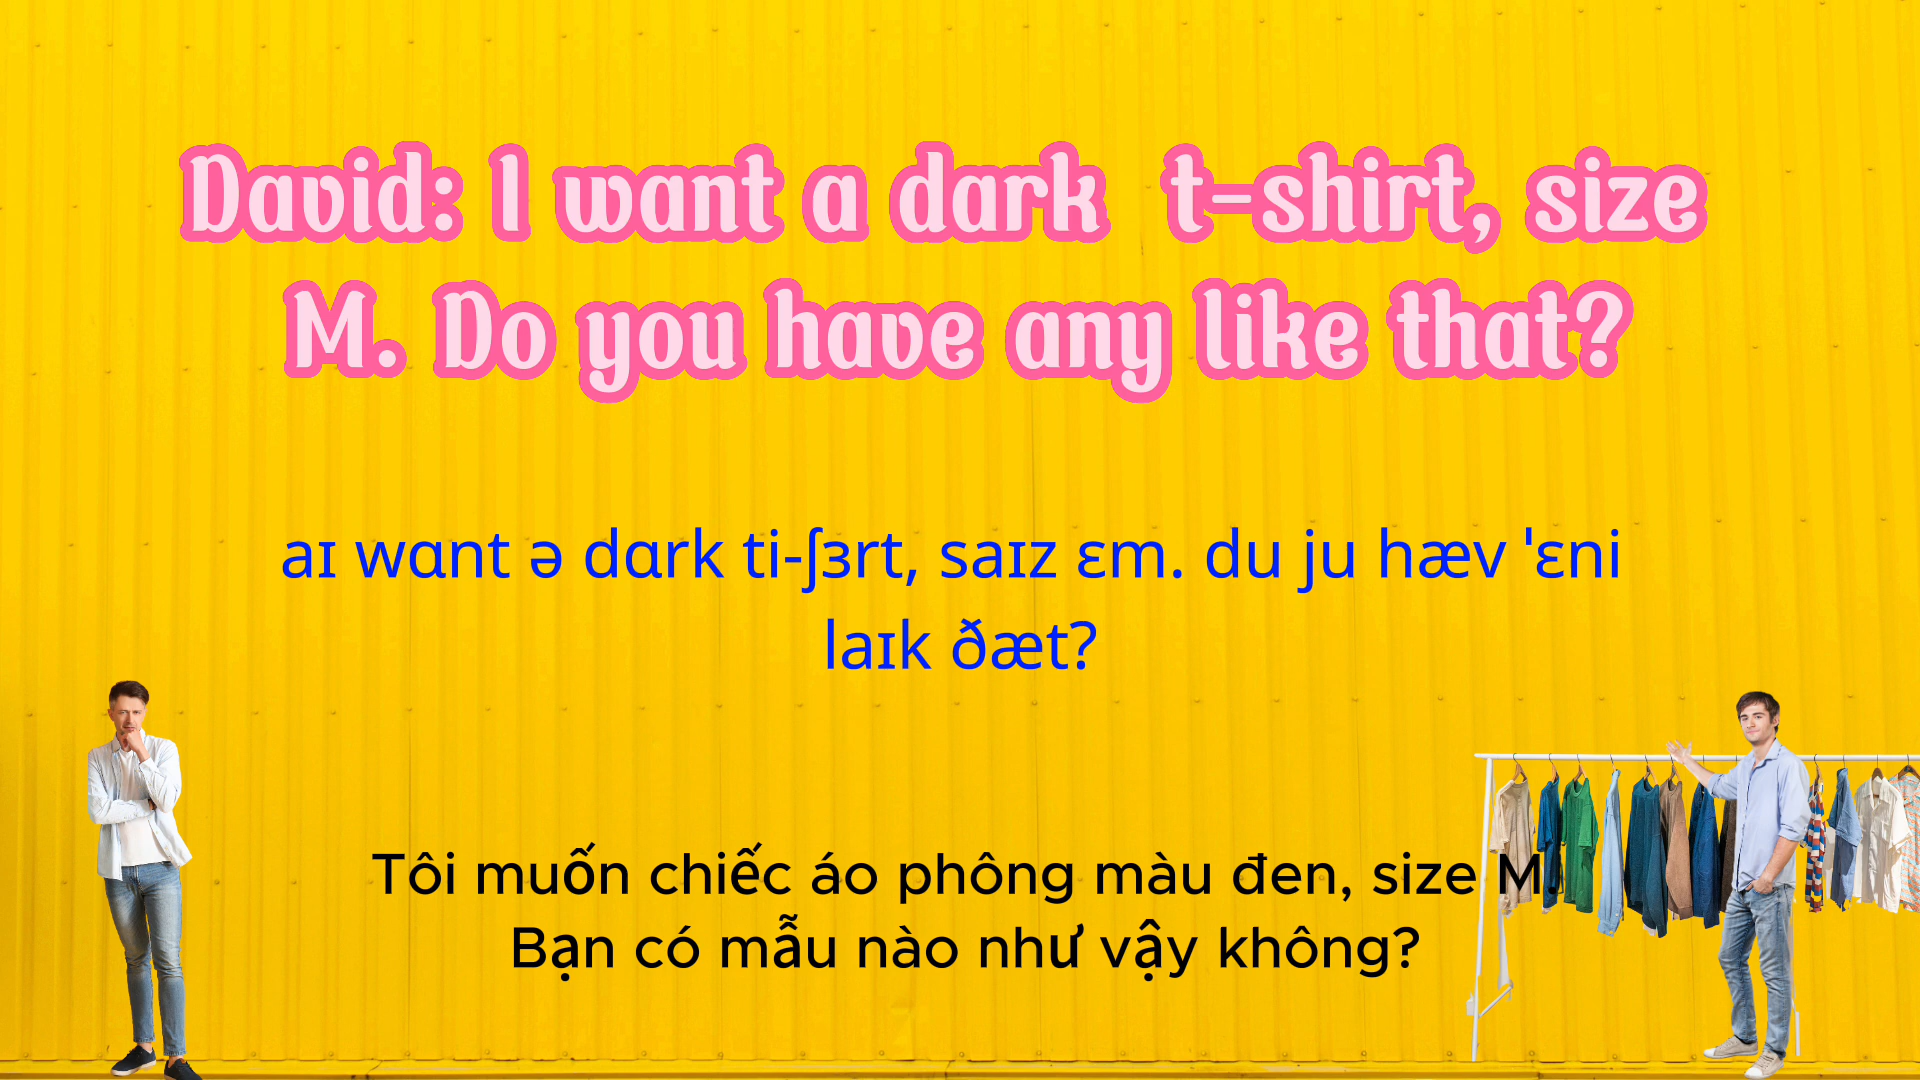 David: I want a dark  t-shirt, size
M. Do you have any like that?
aɪ wɑnt ə dɑrk ti-ʃɜrt, saɪz ɛm. du ju hæv ˈɛni
laɪk ðæt?
Tôi muốn chiếc áo phông màu đen, size M.
Bạn có mẫu nào như vậy không?